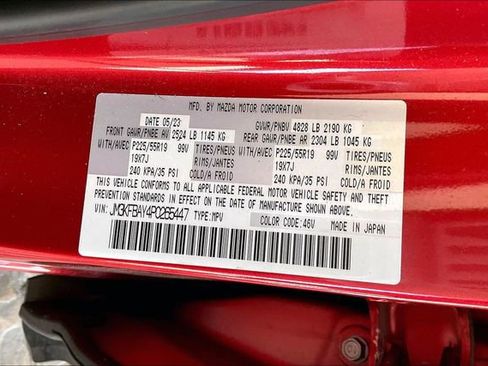 MFD. BY MAZDA MOTOR CORPORATION
DATE 05/23 GVWR/PNBV 4828 LB 2190 KG
FRONT GAWR/PNBE AV 2524 LB 1145 KG REAR GAWR/PNBE AR 2304 LB 1045 KG
WITH/AVEC P225/55R19 99V TIRES/PNEUS WITH/AVEC P225/55R19 99V TIRES/PNEUS
19X7J RIMS/JANTES 19X7J RIMS/JANTES
240 KPA/35 PSI COLD/A FROID 240 KPA/35 PSI COLD/A FROID
THIS VEHICLE CONFORMS TO ALL APPLICABLE FEDERAL MOTOR VEHICLE SAFETY AND THEFT
PREVENTION STANDARDS IN EFFECT ON THE DATE OF MANUFACTURE SHOWN ABOVE.
VIN: JM3KFBAY4P0265447 TYPE: MPV COLOR CODE: 46V MADE IN JAPAN